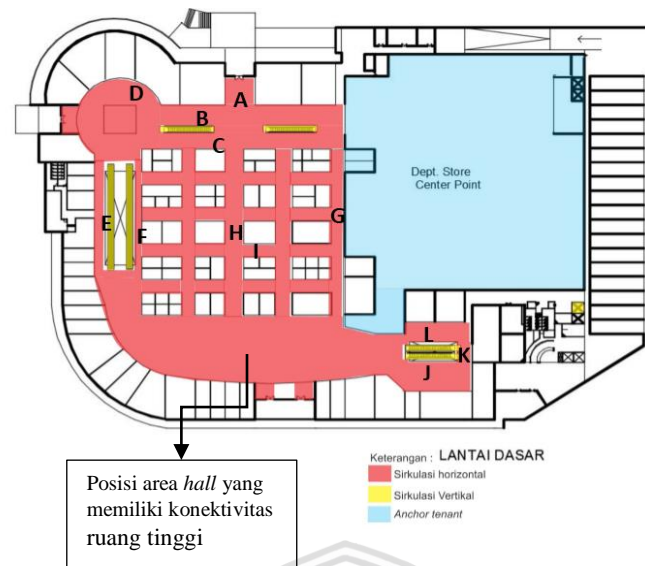 A
D
B
C
Dept. Store
Center Point
G
E
F
H
I
L
K
J
Keterangan : LANTAI DASAR
Sirkulasi horizontal
Sirkulasi Vertikal
Anchor tenant
Posisi area hall yang
memiliki konektivitas
ruang tinggi